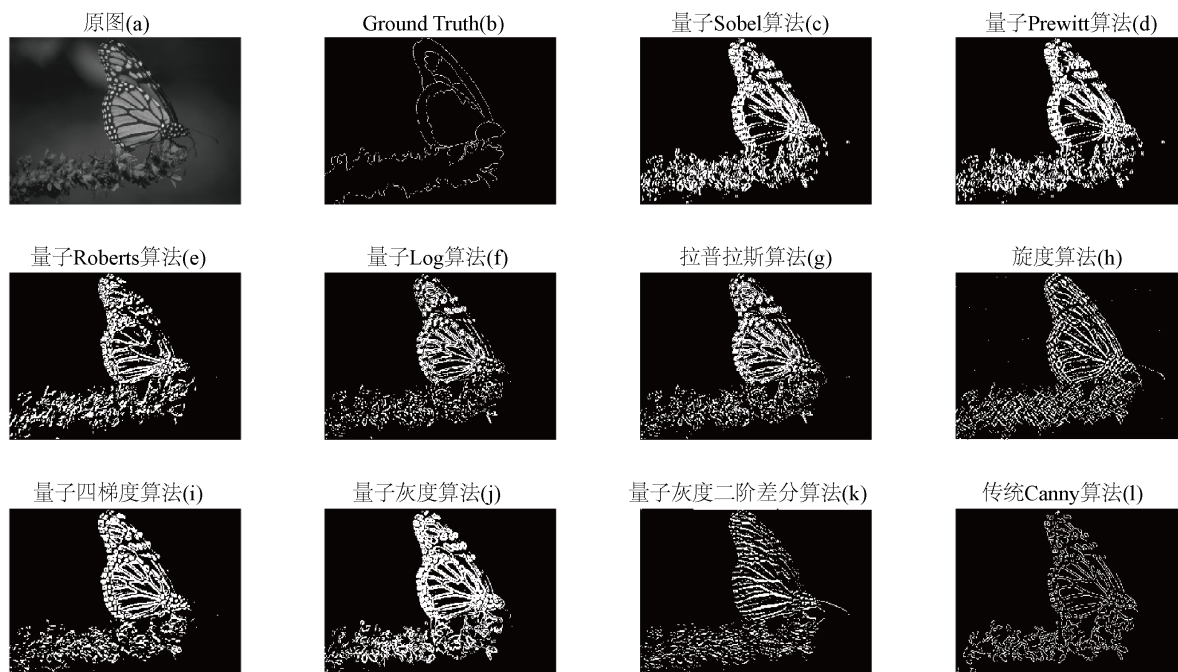 原图(a)
Ground Truth(b)
量子Sobel算法(c)
量子Prewitt算法(d)
量子Roberts算法(e)
量子Log算法(f)
拉普拉斯算法(g)
旋度算法(h)
量子四梯度算法(i)
量子灰度算法(j)
量子灰度二阶差分算法(k)
传统Canny算法(l)